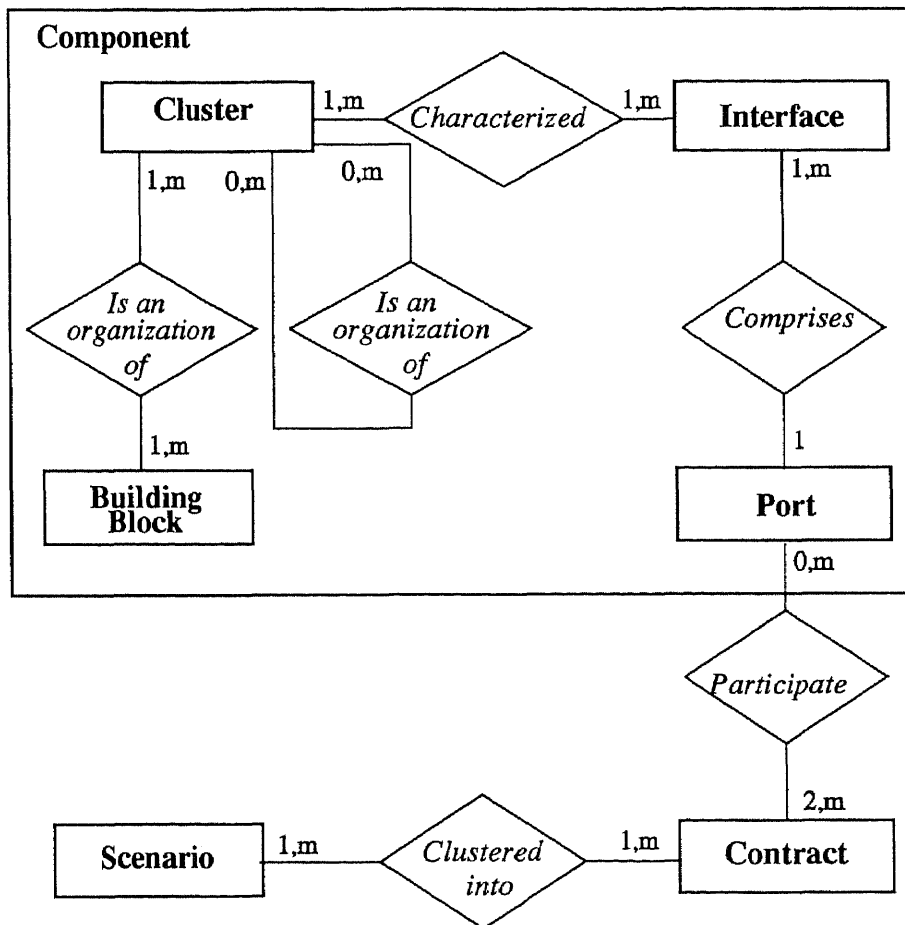 Component
Cluster
1,m
Characterized
1,m
Interface
1,m
0,m
0,m
1,m
Is an
organization
of
Is an
organization
of
Comprises
1,m
1
Building
Block
Port
0,m
Participate
2,m
Scenario
1,m
Clustered
into
1,m
Contract